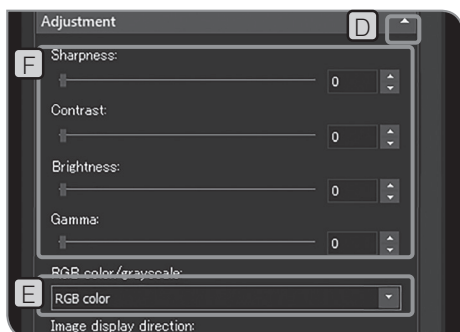 Adjustment
D
F
Sharpness:
0
Contrast:
0
Brightness:
0
Gamma:
0
RGB color/grayscale:
E
RGB color
Image display direction: